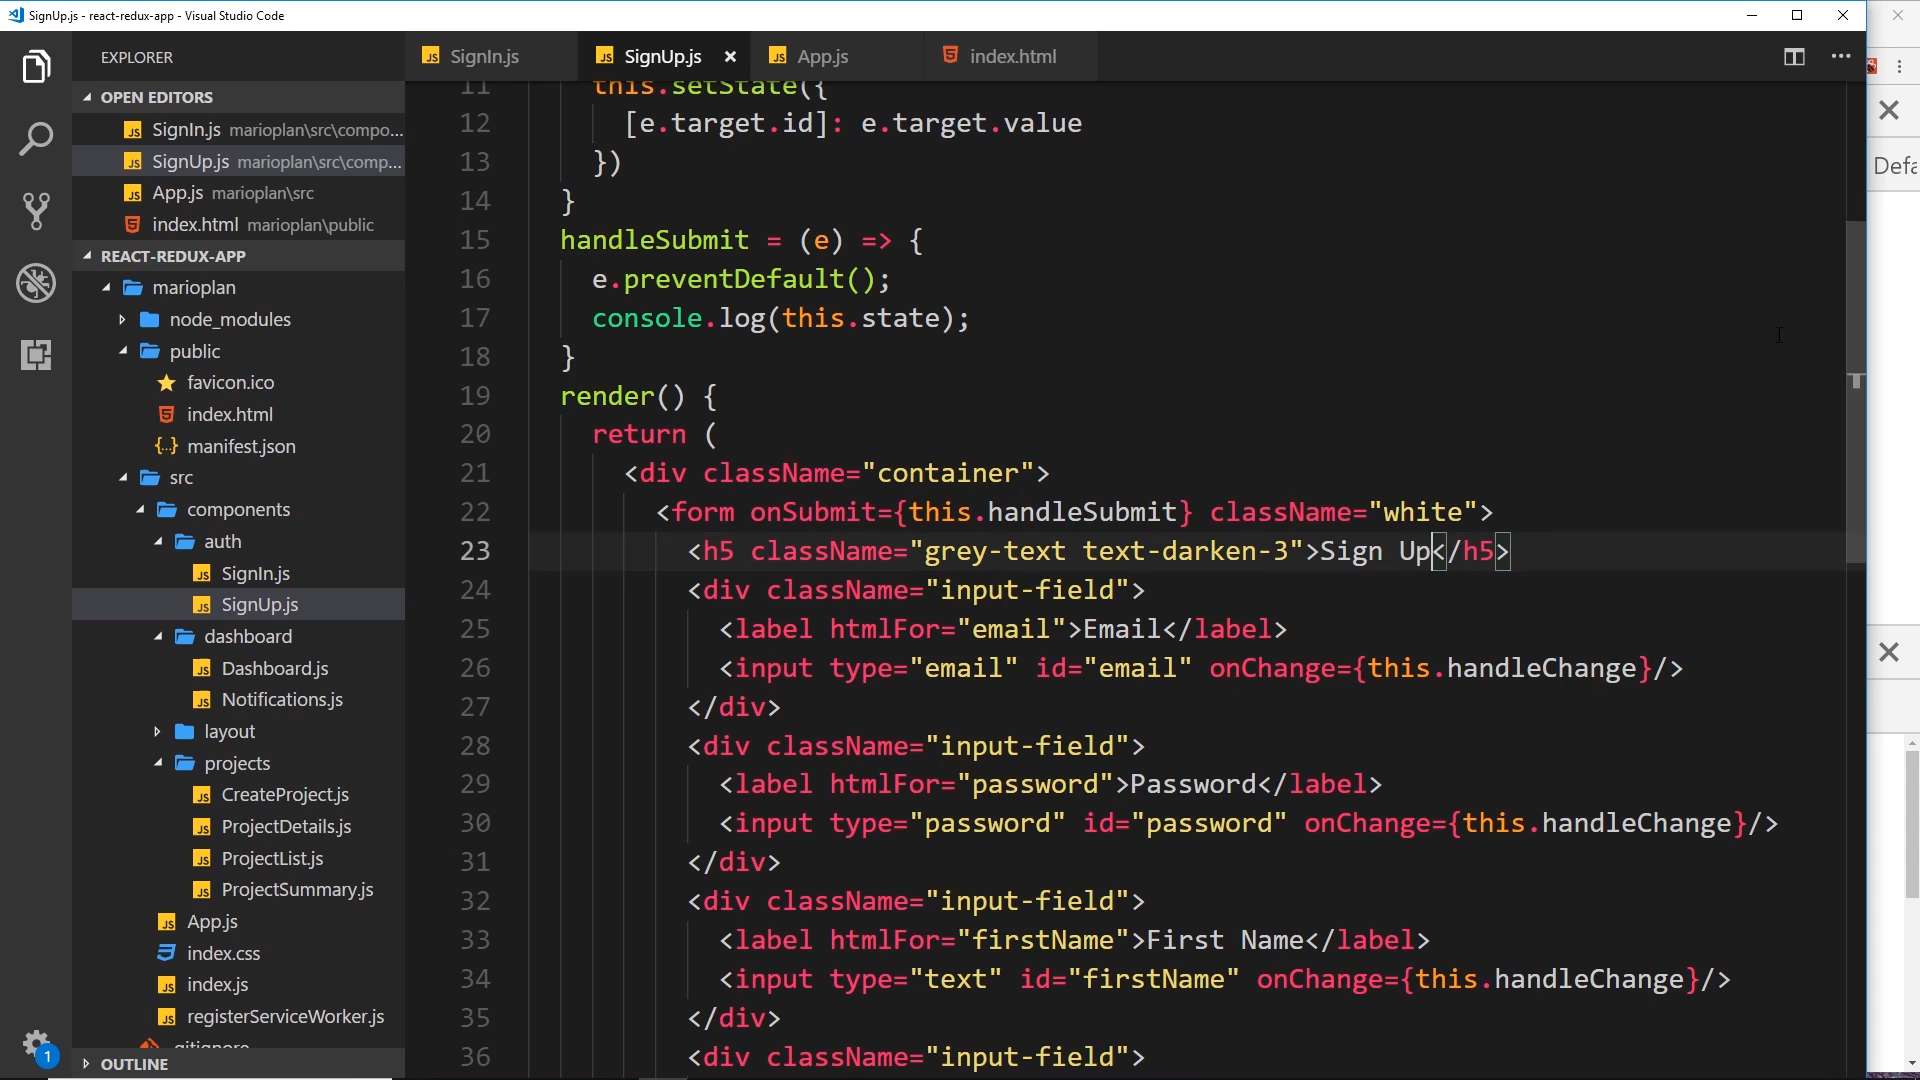 SignUp.js - react-redux-app - Visual Studio Code
EXPLORER
OPEN EDITORS
SignIn.js marioplan\src\compo...
SignUp.js marioplan\src\comp...
App.js marioplan\src
index.html marioplan\public
REACT-REDUX-APP
marioplan
node_modules
public
favicon.ico
index.html
manifest.json
src
components
auth
SignIn.js
SignUp.js
dashboard
Dashboard.js
Notifications.js
layout
projects
CreateProject.js
ProjectDetails.js
ProjectList.js
ProjectSummary.js
App.js
index.css
index.js
registerServiceWorker.js
.gitignore
OUTLINE
1
SignIn.js
SignUp.js
App.js
index.html
11 this.setState({
12 [e.target.id]: e.target.value
13 })
14 }
15 handleSubmit = (e) => {
16 e.preventDefault();
17 console.log(this.state);
18 }
19 render() {
20 return (
21 <div className="container">
22 <form onSubmit={this.handleSubmit} className="white">
23 <h5 className="grey-text text-darken-3">Sign Up</h5>
24 <div className="input-field">
25 <label htmlFor="email">Email</label>
26 <input type="email" id="email" onChange={this.handleChange}/>
27 </div>
28 <div className="input-field">
29 <label htmlFor="password">Password</label>
30 <input type="password" id="password" onChange={this.handleChange}/>
31 </div>
32 <div className="input-field">
33 <label htmlFor="firstName">First Name</label>
34 <input type="text" id="firstName" onChange={this.handleChange}/>
35 </div>
36 <div className="input-field">
Defa